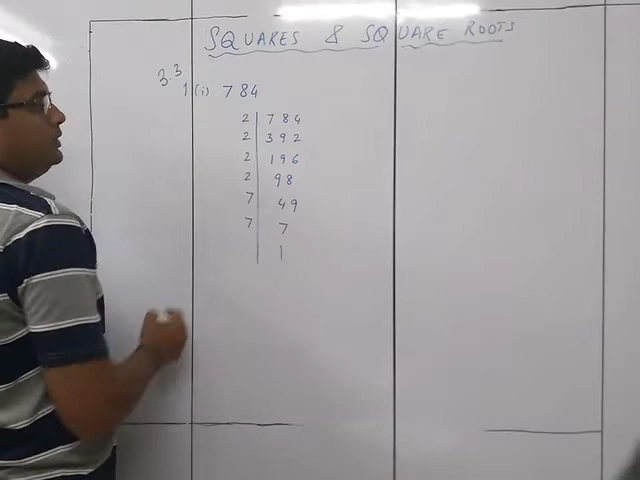 SQUARES & SQUARE ROOTS
3.3
1 (i) 784
2 | 784
2 | 392
2 | 196
2 | 98
7 | 49
7 | 7
1